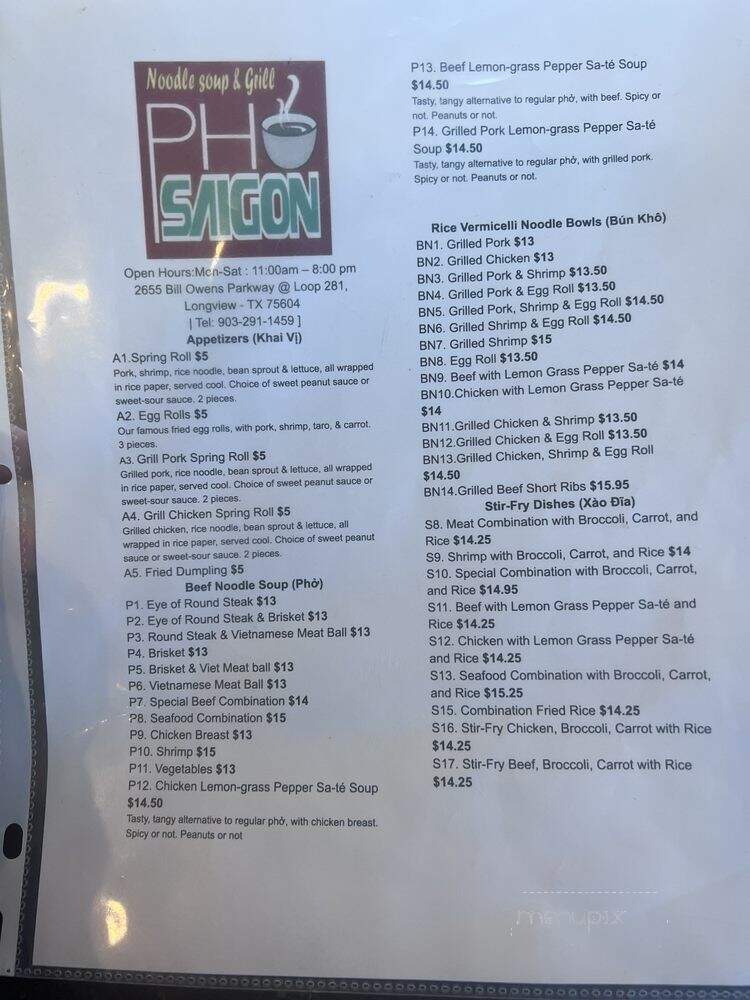 Noodle soup & Grill
PHO
SAIGON
Open Hours:Mon-Sat : 11:00am – 8:00 pm
2655 Bill Owens Parkway @ Loop 281,
Longview - TX 75604
| Tel: 903-291-1459 ]
Appetizers (Khai Vị)
A1.Spring Roll $5
Pork, shrimp, rice noodle, bean sprout & lettuce, all wrapped
in rice paper, served cool. Choice of sweet peanut sauce or
sweet-sour sauce. 2 pieces.
A2. Egg Rolls $5
Our famous fried egg rolls, with pork, shrimp, taro, & carrot.
3 pieces.
A3. Grill Pork Spring Roll $5
Grilled pork, rice noodle, bean sprout & lettuce, all wrapped
in rice paper, served cool. Choice of sweet peanut sauce or
sweet-sour sauce. 2 pieces.
A4. Grill Chicken Spring Roll $5
Grilled chicken, rice noodle, bean sprout & lettuce, all
wrapped in rice paper, served cool. Choice of sweet peanut
sauce or sweet-sour sauce. 2 pieces.
A5. Fried Dumpling $5
Beef Noodle Soup (Phở)
P1. Eye of Round Steak $13
P2. Eye of Round Steak & Brisket $13
P3. Round Steak & Vietnamese Meat Ball $13
P4. Brisket $13
P5. Brisket & Viet Meat ball $13
P6. Vietnamese Meat Ball $13
P7. Special Beef Combination $14
P8. Seafood Combination $15
P9. Chicken Breast $13
P10. Shrimp $15
P11. Vegetables $13
P12. Chicken Lemon-grass Pepper Sa-té Soup
$14.50
Tasty, tangy alternative to regular phở, with chicken breast.
Spicy or not. Peanuts or not
P13. Beef Lemon-grass Pepper Sa-té Soup
$14.50
Tasty, tangy alternative to regular phở, with beef. Spicy or
not. Peanuts or not.
P14. Grilled Pork Lemon-grass Pepper Sa-té
Soup $14.50
Tasty, tangy alternative to regular phở, with grilled pork.
Spicy or not. Peanuts or not.
Rice Vermicelli Noodle Bowls (Bún Khô)
BN1. Grilled Pork $13
BN2. Grilled Chicken $13
BN3. Grilled Pork & Shrimp $13.50
BN4. Grilled Pork & Egg Roll $13.50
BN5. Grilled Pork, Shrimp & Egg Roll $14.50
BN6. Grilled Shrimp & Egg Roll $14.50
BN7. Grilled Shrimp $15
BN8. Egg Roll $13.50
BN9. Beef with Lemon Grass Pepper Sa-té $14
BN10.Chicken with Lemon Grass Pepper Sa-té
$14
BN11.Grilled Chicken & Shrimp $13.50
BN12.Grilled Chicken & Egg Roll $13.50
BN13.Grilled Chicken, Shrimp & Egg Roll
$14.50
BN14.Grilled Beef Short Ribs $15.95
Stir-Fry Dishes (Xào Đĩa)
S8. Meat Combination with Broccoli, Carrot, and
Rice $14.25
S9. Shrimp with Broccoli, Carrot, and Rice $14
S10. Special Combination with Broccoli, Carrot,
and Rice $14.95
S11. Beef with Lemon Grass Pepper Sa-té and
Rice $14.25
S12. Chicken with Lemon Grass Pepper Sa-té
and Rice $14.25
S13. Seafood Combination with Broccoli, Carrot,
and Rice $15.25
S15. Combination Fried Rice $14.25
S16. Stir-Fry Chicken, Broccoli, Carrot with Rice
$14.25
S17. Stir-Fry Beef, Broccoli, Carrot with Rice
$14.25
menupix